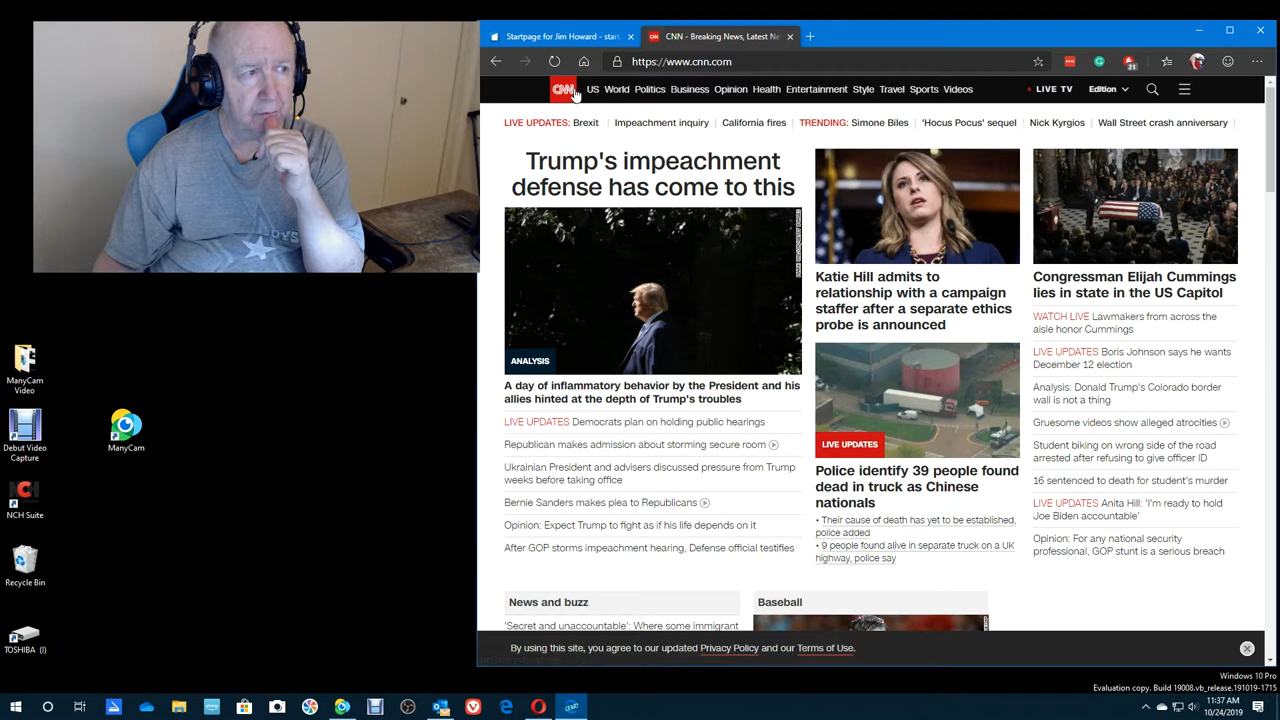 Startpage for Jim Howard - start
CNN - Breaking News, Latest Ne
https://www.cnn.com
21
CNN US World Politics Business Opinion Health Entertainment Style Travel Sports Videos LIVE TV Edition
LIVE UPDATES: Brexit Impeachment inquiry California fires TRENDING: Simone Biles 'Hocus Pocus' sequel Nick Kyrgios Wall Street crash anniversary
Trump's impeachment
defense has come to this
ANALYSIS
A day of inflammatory behavior by the President and his
allies hinted at the depth of Trump's troubles
LIVE UPDATES Democrats plan on holding public hearings
Republican makes admission about storming secure room
Ukrainian President and advisers discussed pressure from Trump
weeks before taking office
Bernie Sanders makes plea to Republicans
Opinion: Expect Trump to fight as if his life depends on it
After GOP storms impeachment hearing, Defense official testifies
Katie Hill admits to
relationship with a campaign
staffer after a separate ethics
probe is announced
LIVE UPDATES
Police identify 39 people found
dead in truck as Chinese
nationals
• Their cause of death has yet to be established,
police added
• 9 people found alive in separate truck on a UK
highway, police say
Congressman Elijah Cummings
lies in state in the US Capitol
WATCH LIVE Lawmakers from across the
aisle honor Cummings
LIVE UPDATES Boris Johnson says he wants
December 12 election
Analysis: Donald Trump's Colorado border
wall is not a thing
Gruesome videos show alleged atrocities
Student biking on wrong side of the road
arrested after refusing to give officer ID
16 sentenced to death for student's murder
LIVE UPDATES Anita Hill: 'I'm ready to hold
Joe Biden accountable'
Opinion: For any national security
professional, GOP stunt is a serious breach
News and buzz
'Secret and unaccountable': Where some immigrant
Baseball
By using this site, you agree to our updated Privacy Policy and our Terms of Use.
ManyCam
Video
Debut Video
Capture
ManyCam
NCH
NCH Suite
Recycle Bin
TOSHIBA (I)
Windows 10 Pro
Evaluation copy. Build 19008.vb_release.191019-1715
11:37 AM
10/24/2019